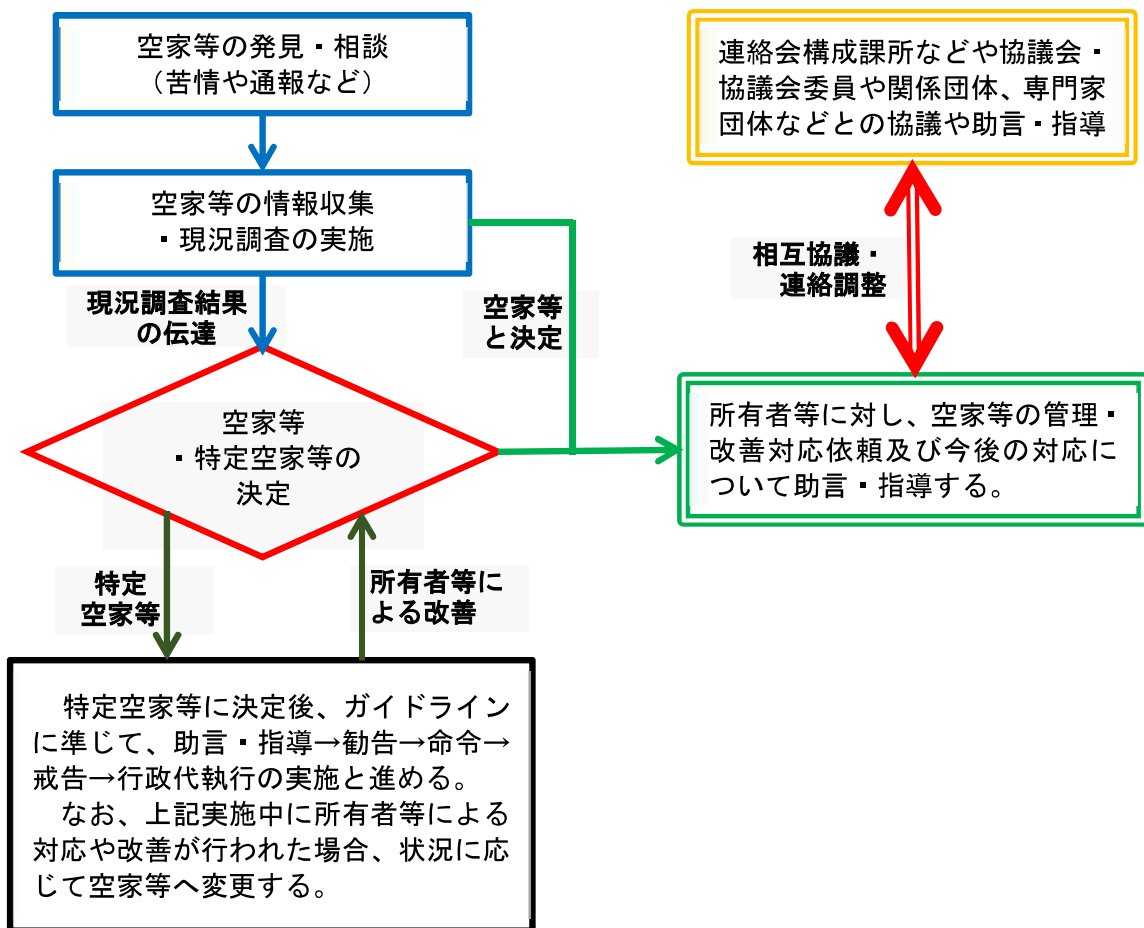 空家等の発見・相談
（苦情や通報など）
連絡会構成課所などや協議会・
協議会委員や関係団体、専門家
団体などとの協議や助言・指導
空家等の情報収集
・現況調査の実施
現況調査結果
の伝達
空家等
と決定
相互協議・
連絡調整
空家等
・特定空家等の
決定
所有者等に対し、空家等の管理・
改善対応依頼及び今後の対応に
ついて助言・指導する。
特定
空家等
所有者等に
よる改善
特定空家等に決定後、ガイドライン
に準じて、助言・指導→勧告→命令→
戒告→行政代執行の実施と進める。
なお、上記実施中に所有者等による
対応や改善が行われた場合、状況に応
じて空家等へ変更する。